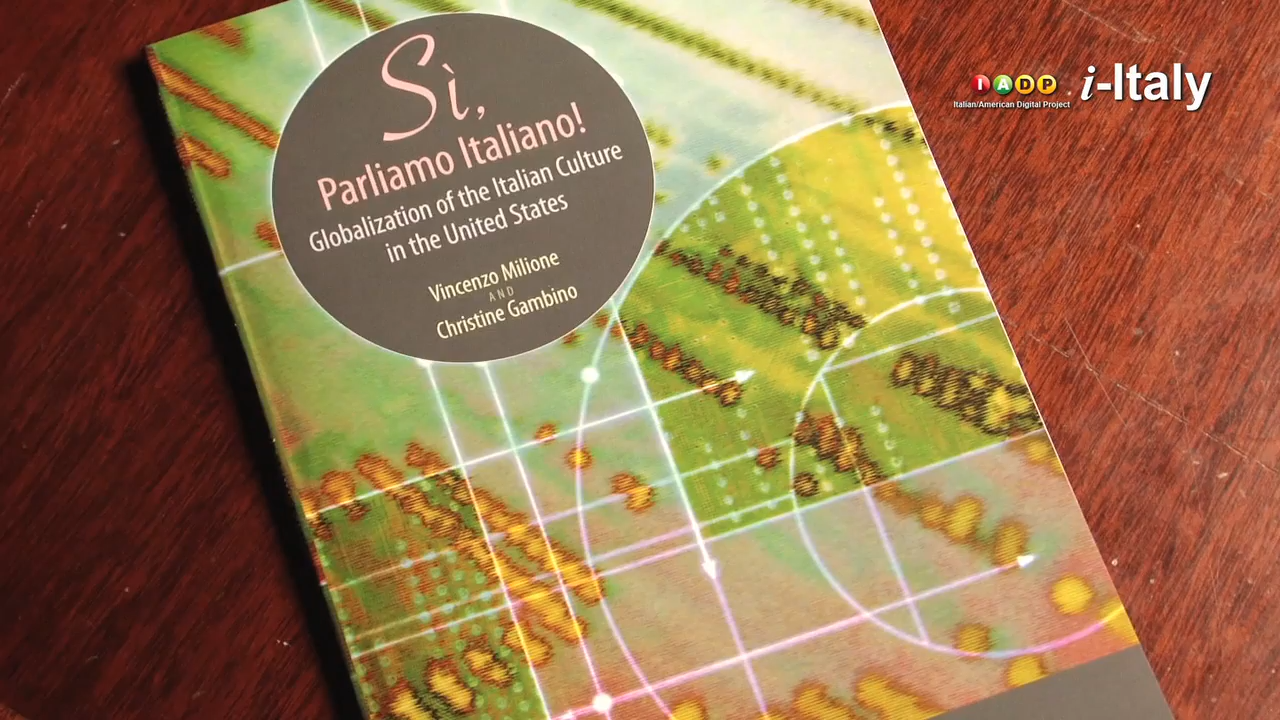 Sì,
Parliamo Italiano!
Globalization of the Italian Culture
in the United States
Vincenzo Milione
AND
Christine Gambino
IADP
Italian/American Digital Project
i-Italy